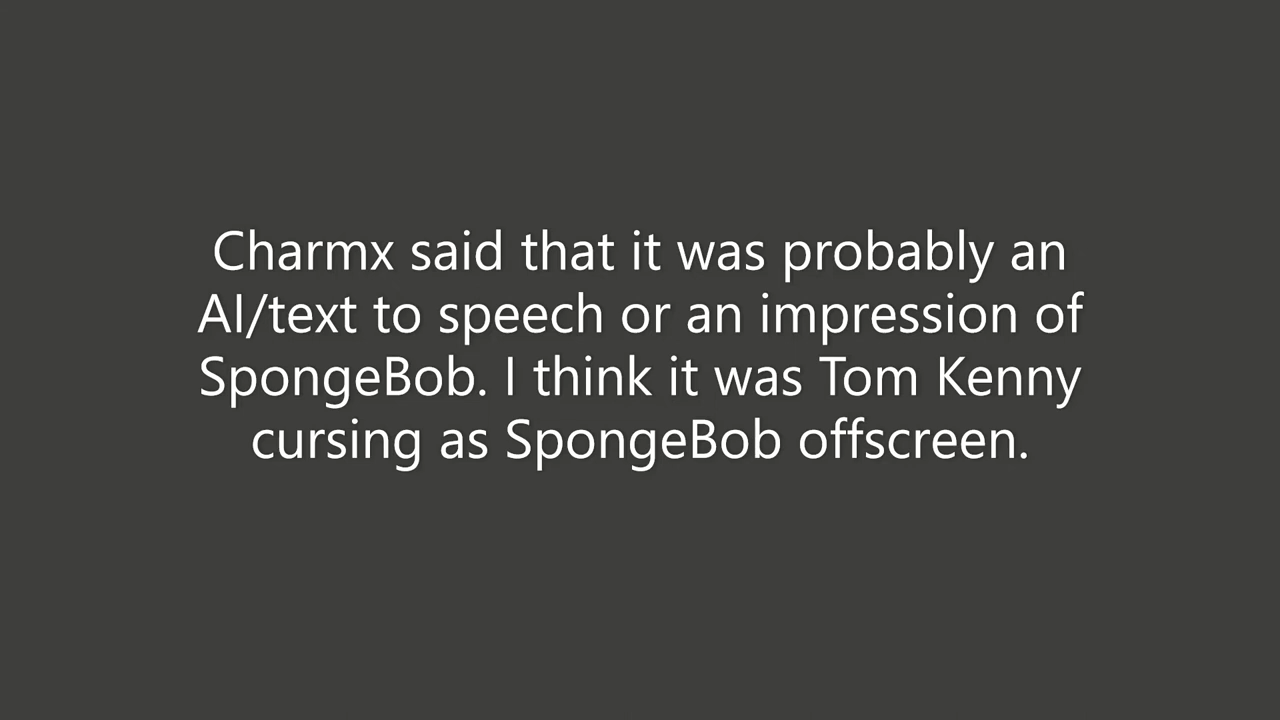 Charmx said that it was probably an
AI/text to speech or an impression of
SpongeBob. I think it was Tom Kenny
cursing as SpongeBob offscreen.